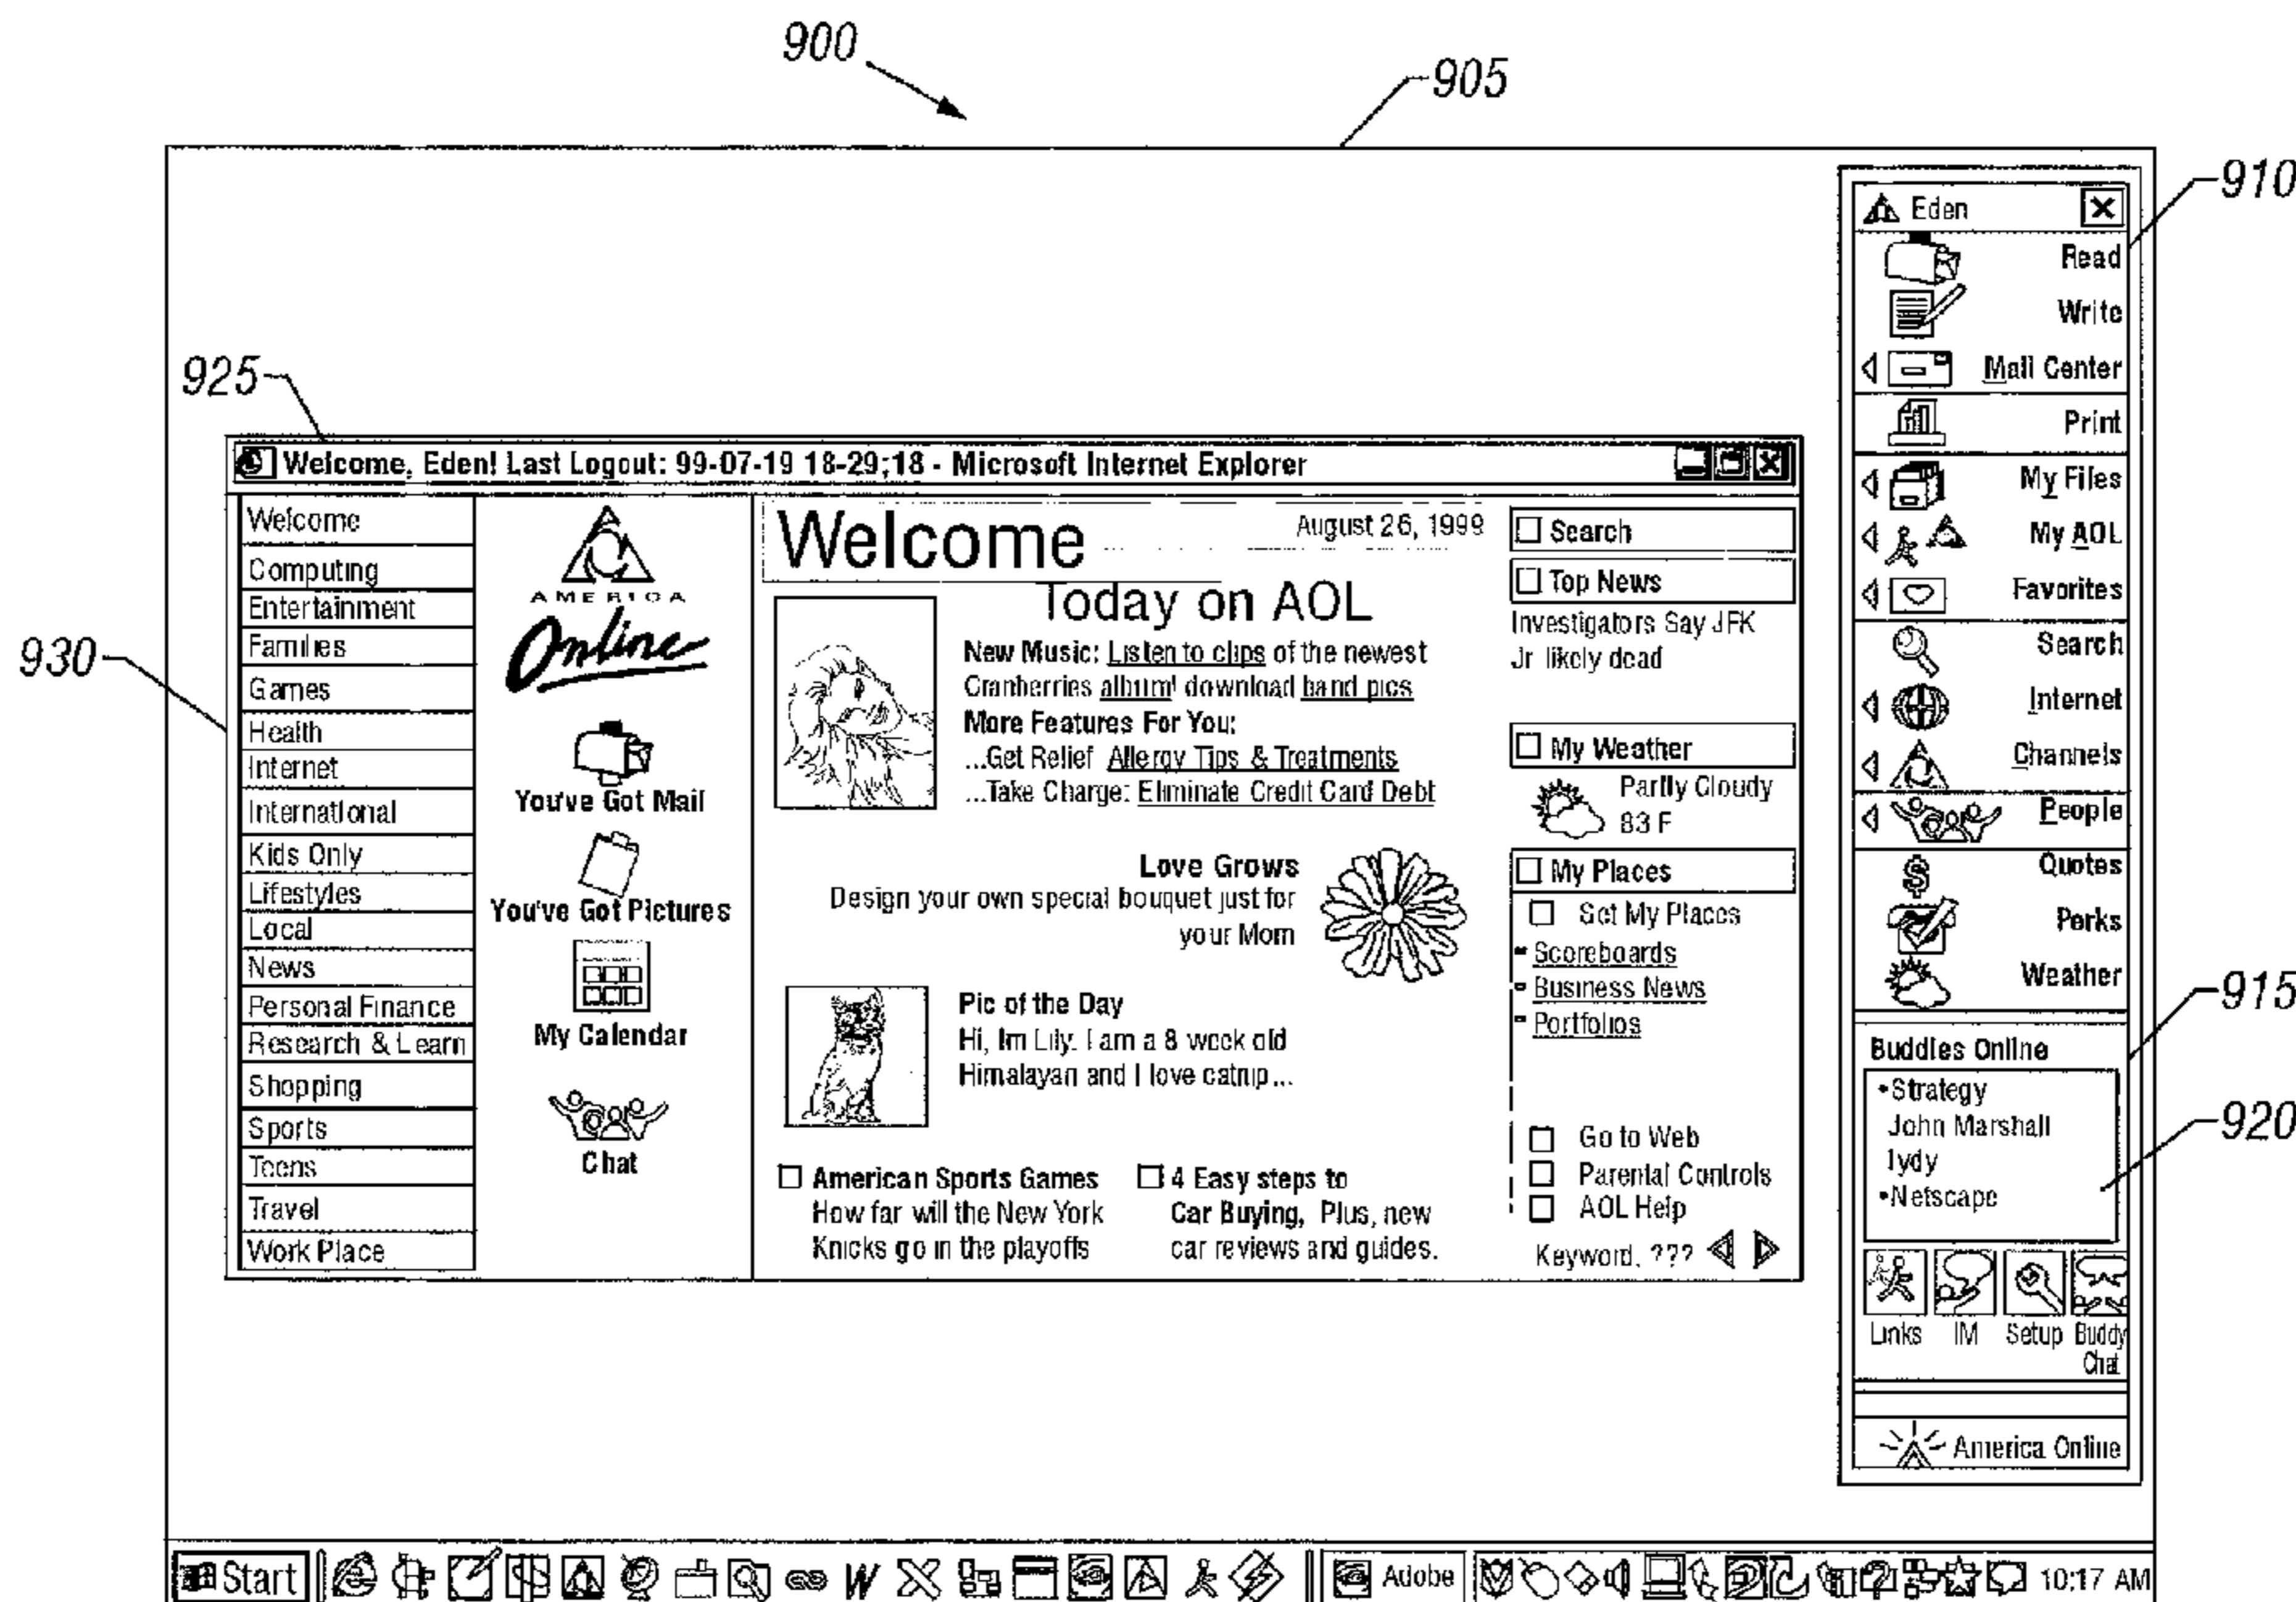 900
905
910
Eden
Read
Write
Mail Center
Print
My Files
My AOL
Favorites
Search
Internet
Channels
People
Quotes
Perks
Weather
915
Buddies Online
•Strategy
John Marshall
lydy
•Netscape
920
Links IM Setup Buddy
Chat
America Online
925
Welcome, Eden! Last Logout: 99-07-19 18-29;18 - Microsoft Internet Explorer
930
Welcome
Computing
Entertainment
Families
Games
Health
Internet
International
Kids Only
Lifestyles
Local
News
Personal Finance
Research & Learn
Shopping
Sports
Teens
Travel
Work Place
AMERICA
Online
You've Got Mail
You've Got Pictures
My Calendar
Chat
Welcome
August 26, 1999
Today on AOL
New Music: Listen to clips of the newest
Cranberries album! download band pics
More Features For You:
...Get Relief Allergy Tips & Treatments
...Take Charge: Eliminate Credit Card Debt
Love Grows
Design your own special bouquet just for
your Mom
Pic of the Day
Hi, Im Lily. I am a 8 week old
Himalayan and I love catnip...
American Sports Games
How far will the New York
Knicks go in the playoffs
4 Easy steps to
Car Buying, Plus, new
car reviews and guides.
Search
Top News
Investigators Say JFK
Jr likely dead
My Weather
Partly Cloudy
83 F
My Places
Set My Places
Scoreboards
Business News
Portfolios
Go to Web
Parental Controls
AOL Help
Keyword. ???
Start
W
Adobe
10:17 AM